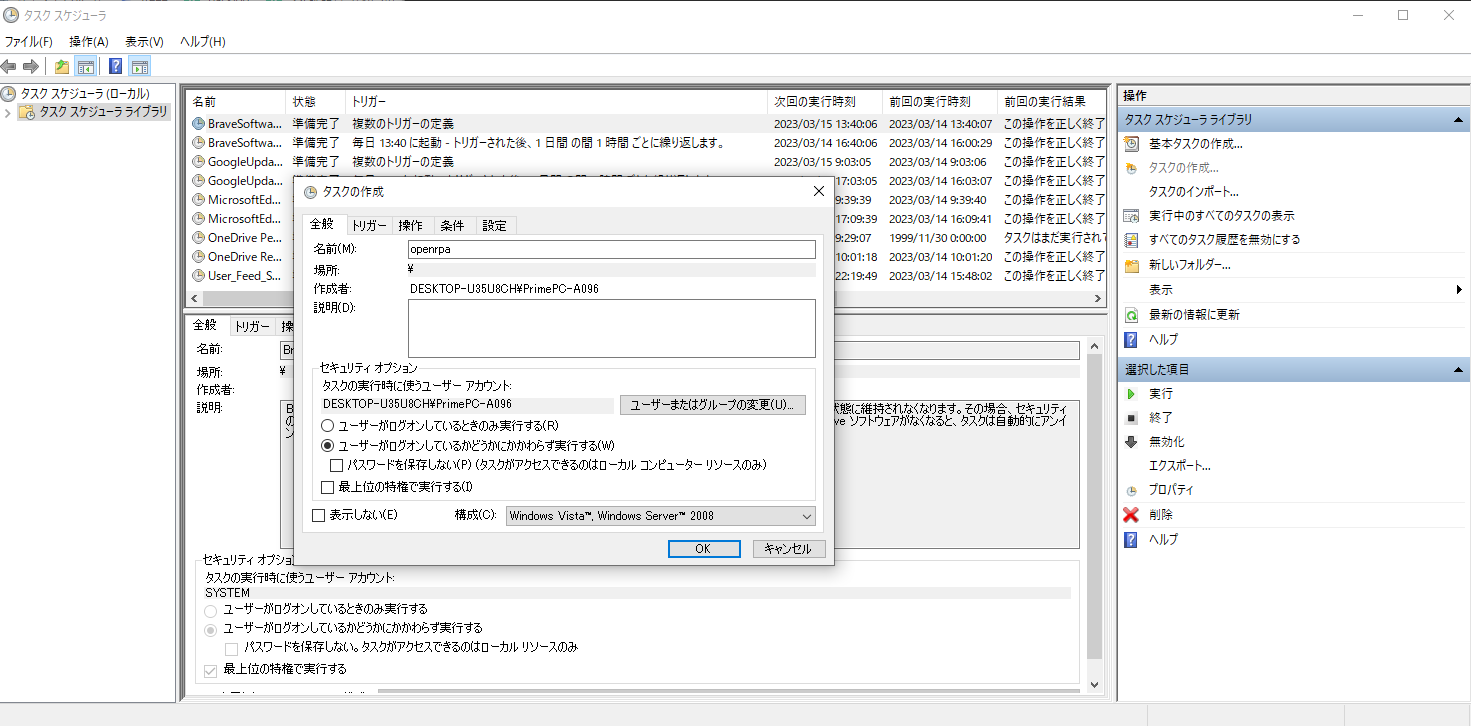 タスク スケジューラ
ファイル(F) 操作(A) 表示(V) ヘルプ(H)
タスク スケジューラ (ローカル)
タスク スケジューラ ライブラリ
名前 状態 トリガー 次回の実行時刻 前回の実行時刻 前回の実行結果
BraveSoftwa... 準備完了 複数のトリガーの定義 2023/03/15 13:40:06 2023/03/14 13:40:07 この操作を正しく終了
BraveSoftwa... 準備完了 毎日 13:40 に起動 - トリガーされた後、1 日間 の間 1 時間 ごとに繰り返します。 2023/03/14 16:40:06 2023/03/14 16:00:29 この操作を正しく終了
GoogleUpda... 準備完了 複数のトリガーの定義 2023/03/15 9:03:05 2023/03/14 9:03:06 この操作を正しく終了
GoogleUpda... 17:03:05 2023/03/14 16:03:07 この操作を正しく終了
MicrosoftEd... 9:39:39 2023/03/14 9:39:40 この操作を正しく終了
MicrosoftEd... 17:09:39 2023/03/14 16:09:41 この操作を正しく終了
OneDrive Pe... 9:29:07 1999/11/30 0:00:00 タスクはまだ実行されて
OneDrive Re... 10:01:18 2023/03/14 10:01:20 この操作を正しく終了
User_Feed_S... 22:19:49 2023/03/14 15:48:02 この操作を正しく終了
全般 トリガー 操
名前:
場所: ¥
作成者:
説明:
状態に維持されなくなります。その場合、セキュリティ
ve ソフトウェアがなくなると、タスクは自動的にアンイ
セキュリティ オプション
タスクの実行時に使うユーザー アカウント:
SYSTEM
ユーザーがログオンしているときのみ実行する
ユーザーがログオンしているかどうかにかかわらず実行する
パスワードを保存しない。タスクがアクセスできるのはローカル リソースのみ
最上位の特権で実行する
タスクの作成
全般 トリガー 操作 条件 設定
名前(M): openrpa
場所: ¥
作成者: DESKTOP-U35U8CH¥PrimePC-A096
説明(D):
セキュリティ オプション
タスクの実行時に使うユーザー アカウント:
DESKTOP-U35U8CH¥PrimePC-A096 ユーザーまたはグループの変更(U)...
ユーザーがログオンしているときのみ実行する(R)
ユーザーがログオンしているかどうかにかかわらず実行する(W)
パスワードを保存しない(P) (タスクがアクセスできるのはローカル コンピューター リソースのみ)
最上位の特権で実行する(I)
表示しない(E) 構成(C): Windows Vista™, Windows Server™ 2008
OK キャンセル
操作
タスク スケジューラ ライブラリ
基本タスクの作成...
タスクの作成...
タスクのインポート...
実行中のすべてのタスクの表示
すべてのタスク履歴を無効にする
新しいフォルダー...
表示
最新の情報に更新
ヘルプ
選択した項目
実行
終了
無効化
エクスポート...
プロパティ
削除
ヘルプ